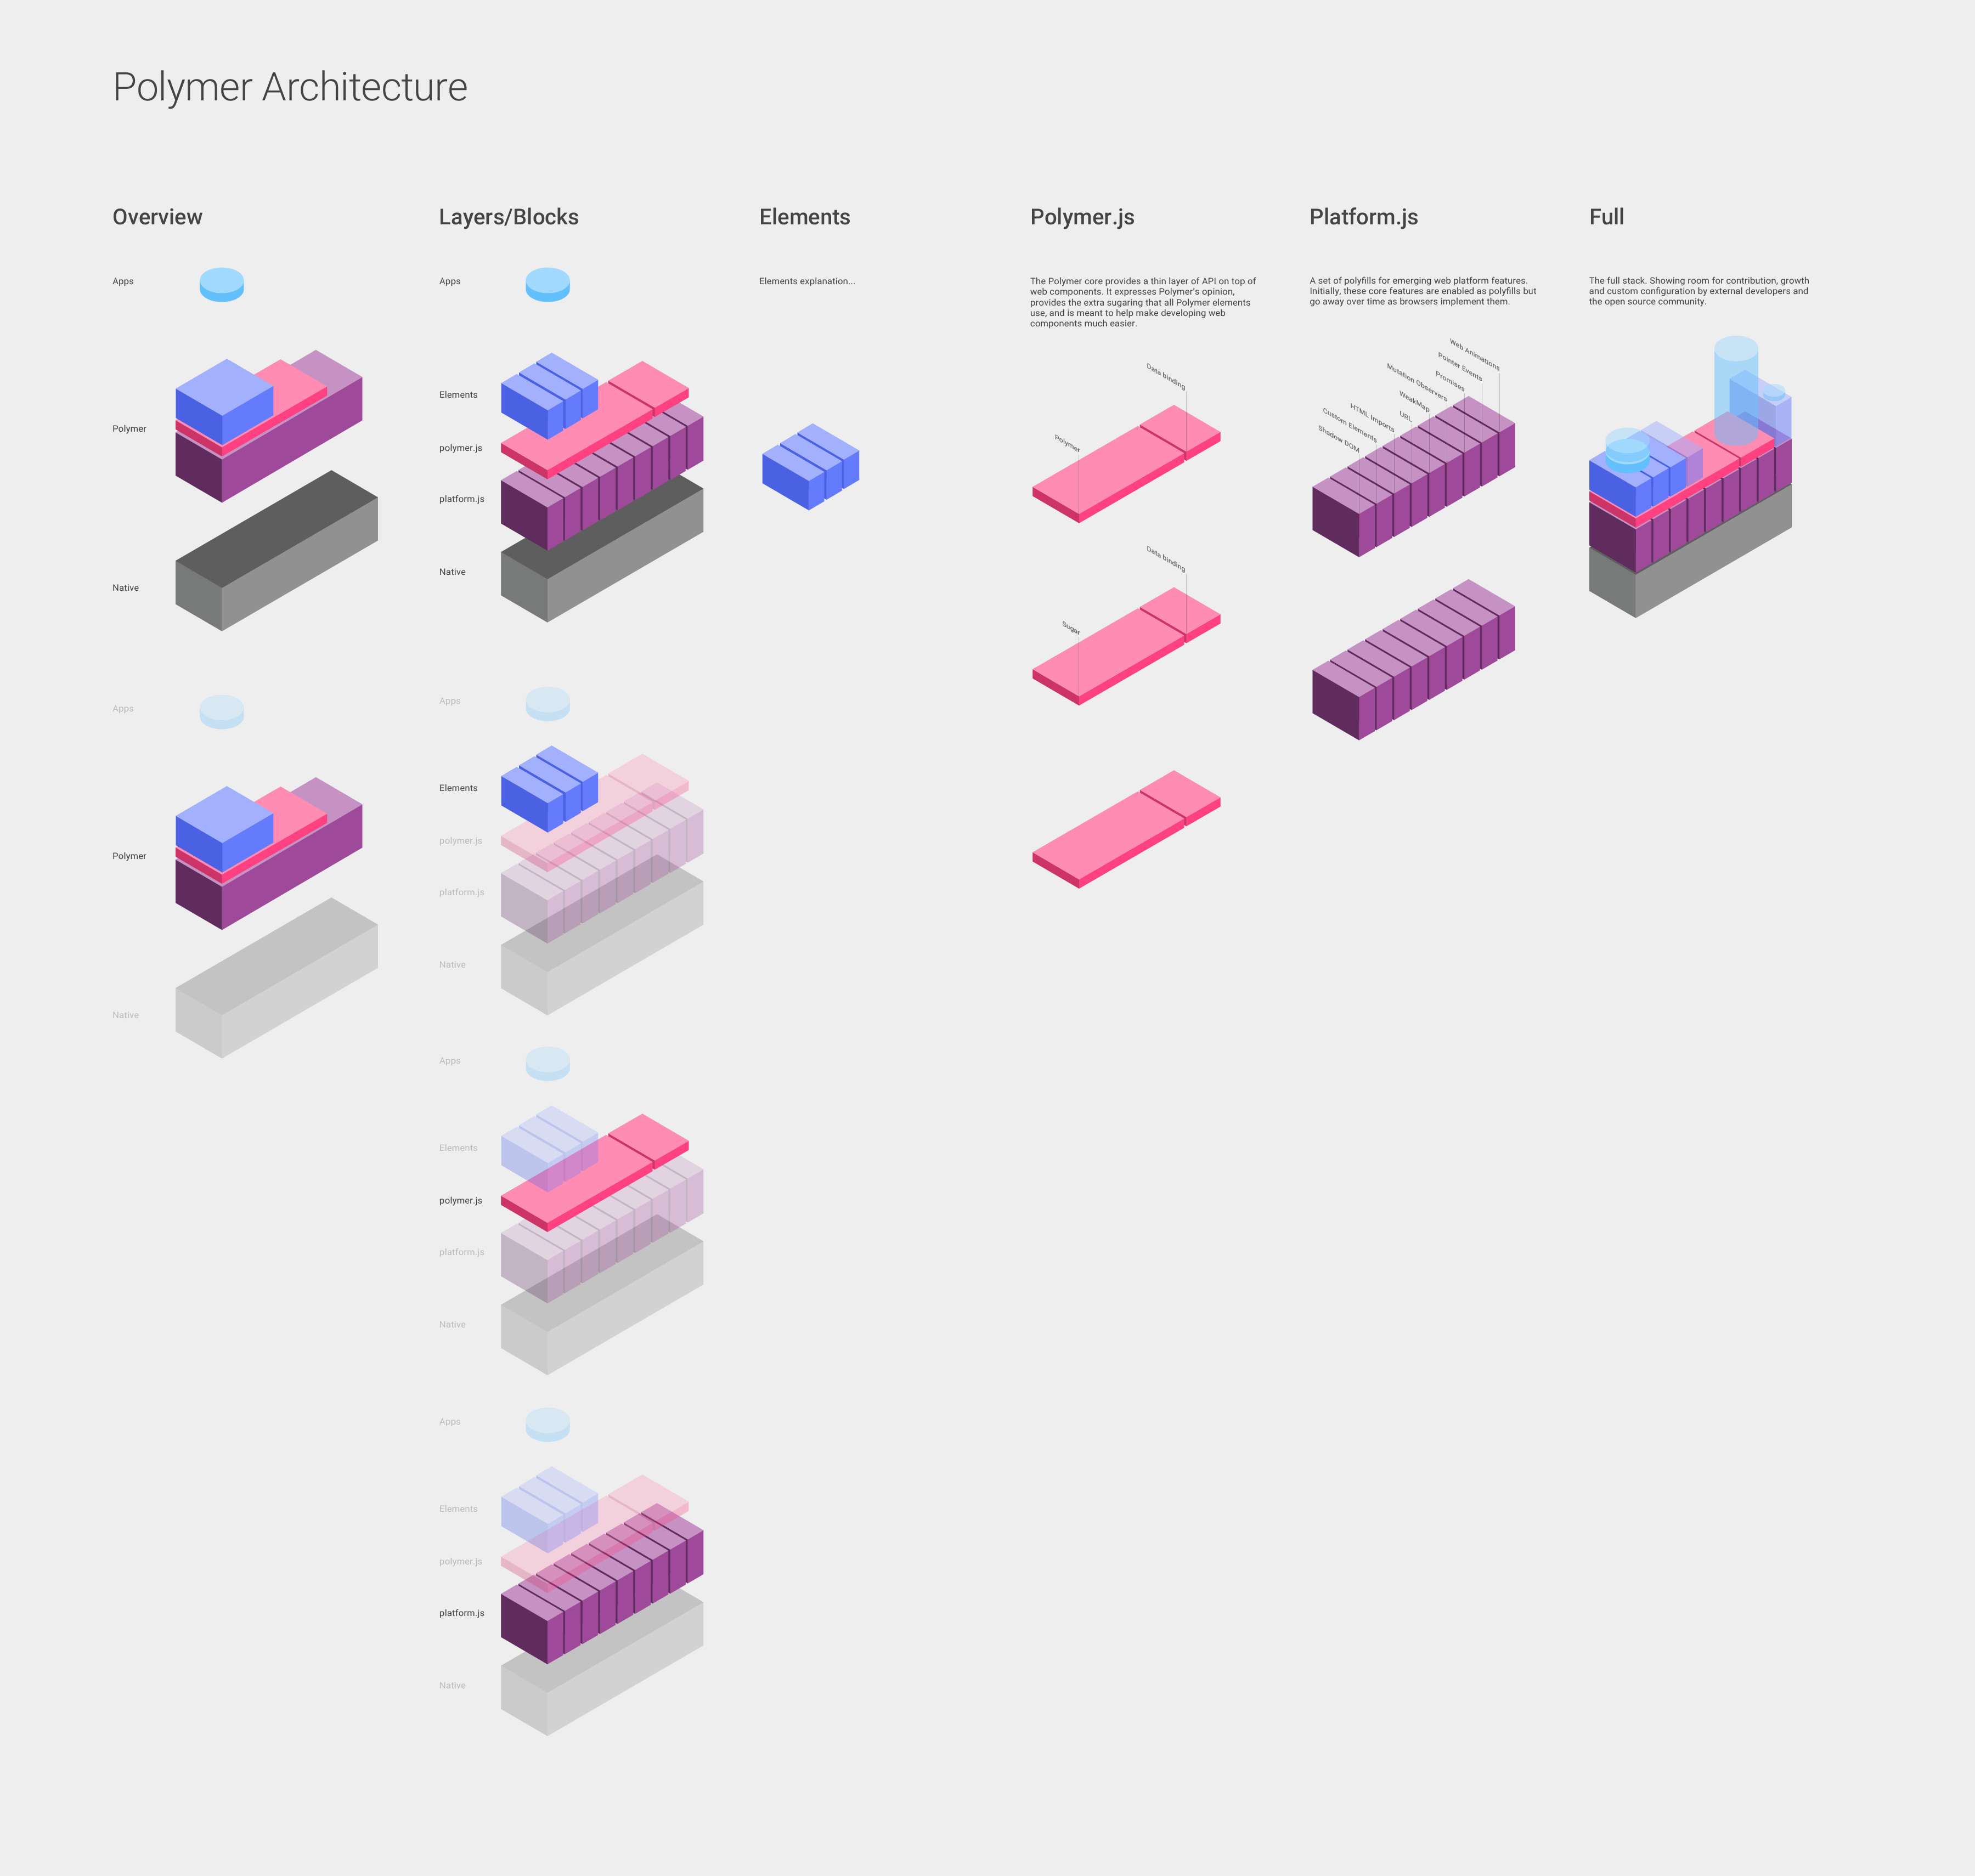 Polymer Architecture
Overview
Apps
Polymer
Native
Apps
Polymer
Native
Layers/Blocks
Apps
Elements
polymer.js
platform.js
Native
Apps
Elements
polymer.js
platform.js
Native
Apps
Elements
polymer.js
platform.js
Native
Apps
Elements
polymer.js
platform.js
Native
Elements
Elements explanation...
Polymer.js
The Polymer core provides a thin layer of API on top of
web components. It expresses Polymer's opinion,
provides the extra sugaring that all Polymer elements
use, and is meant to help make developing web
components much easier.
Data binding
Polymer
Data binding
Sugar
Platform.js
A set of polyfills for emerging web platform features.
Initially, these core features are enabled as polyfills but
go away over time as browsers implement them.
Web Animations
Pointer Events
Promises
Mutation Observers
WeakMap
URL
HTML Imports
Custom Elements
Shadow DOM
Full
The full stack. Showing room for contribution, growth
and custom configuration by external developers and
the open source community.